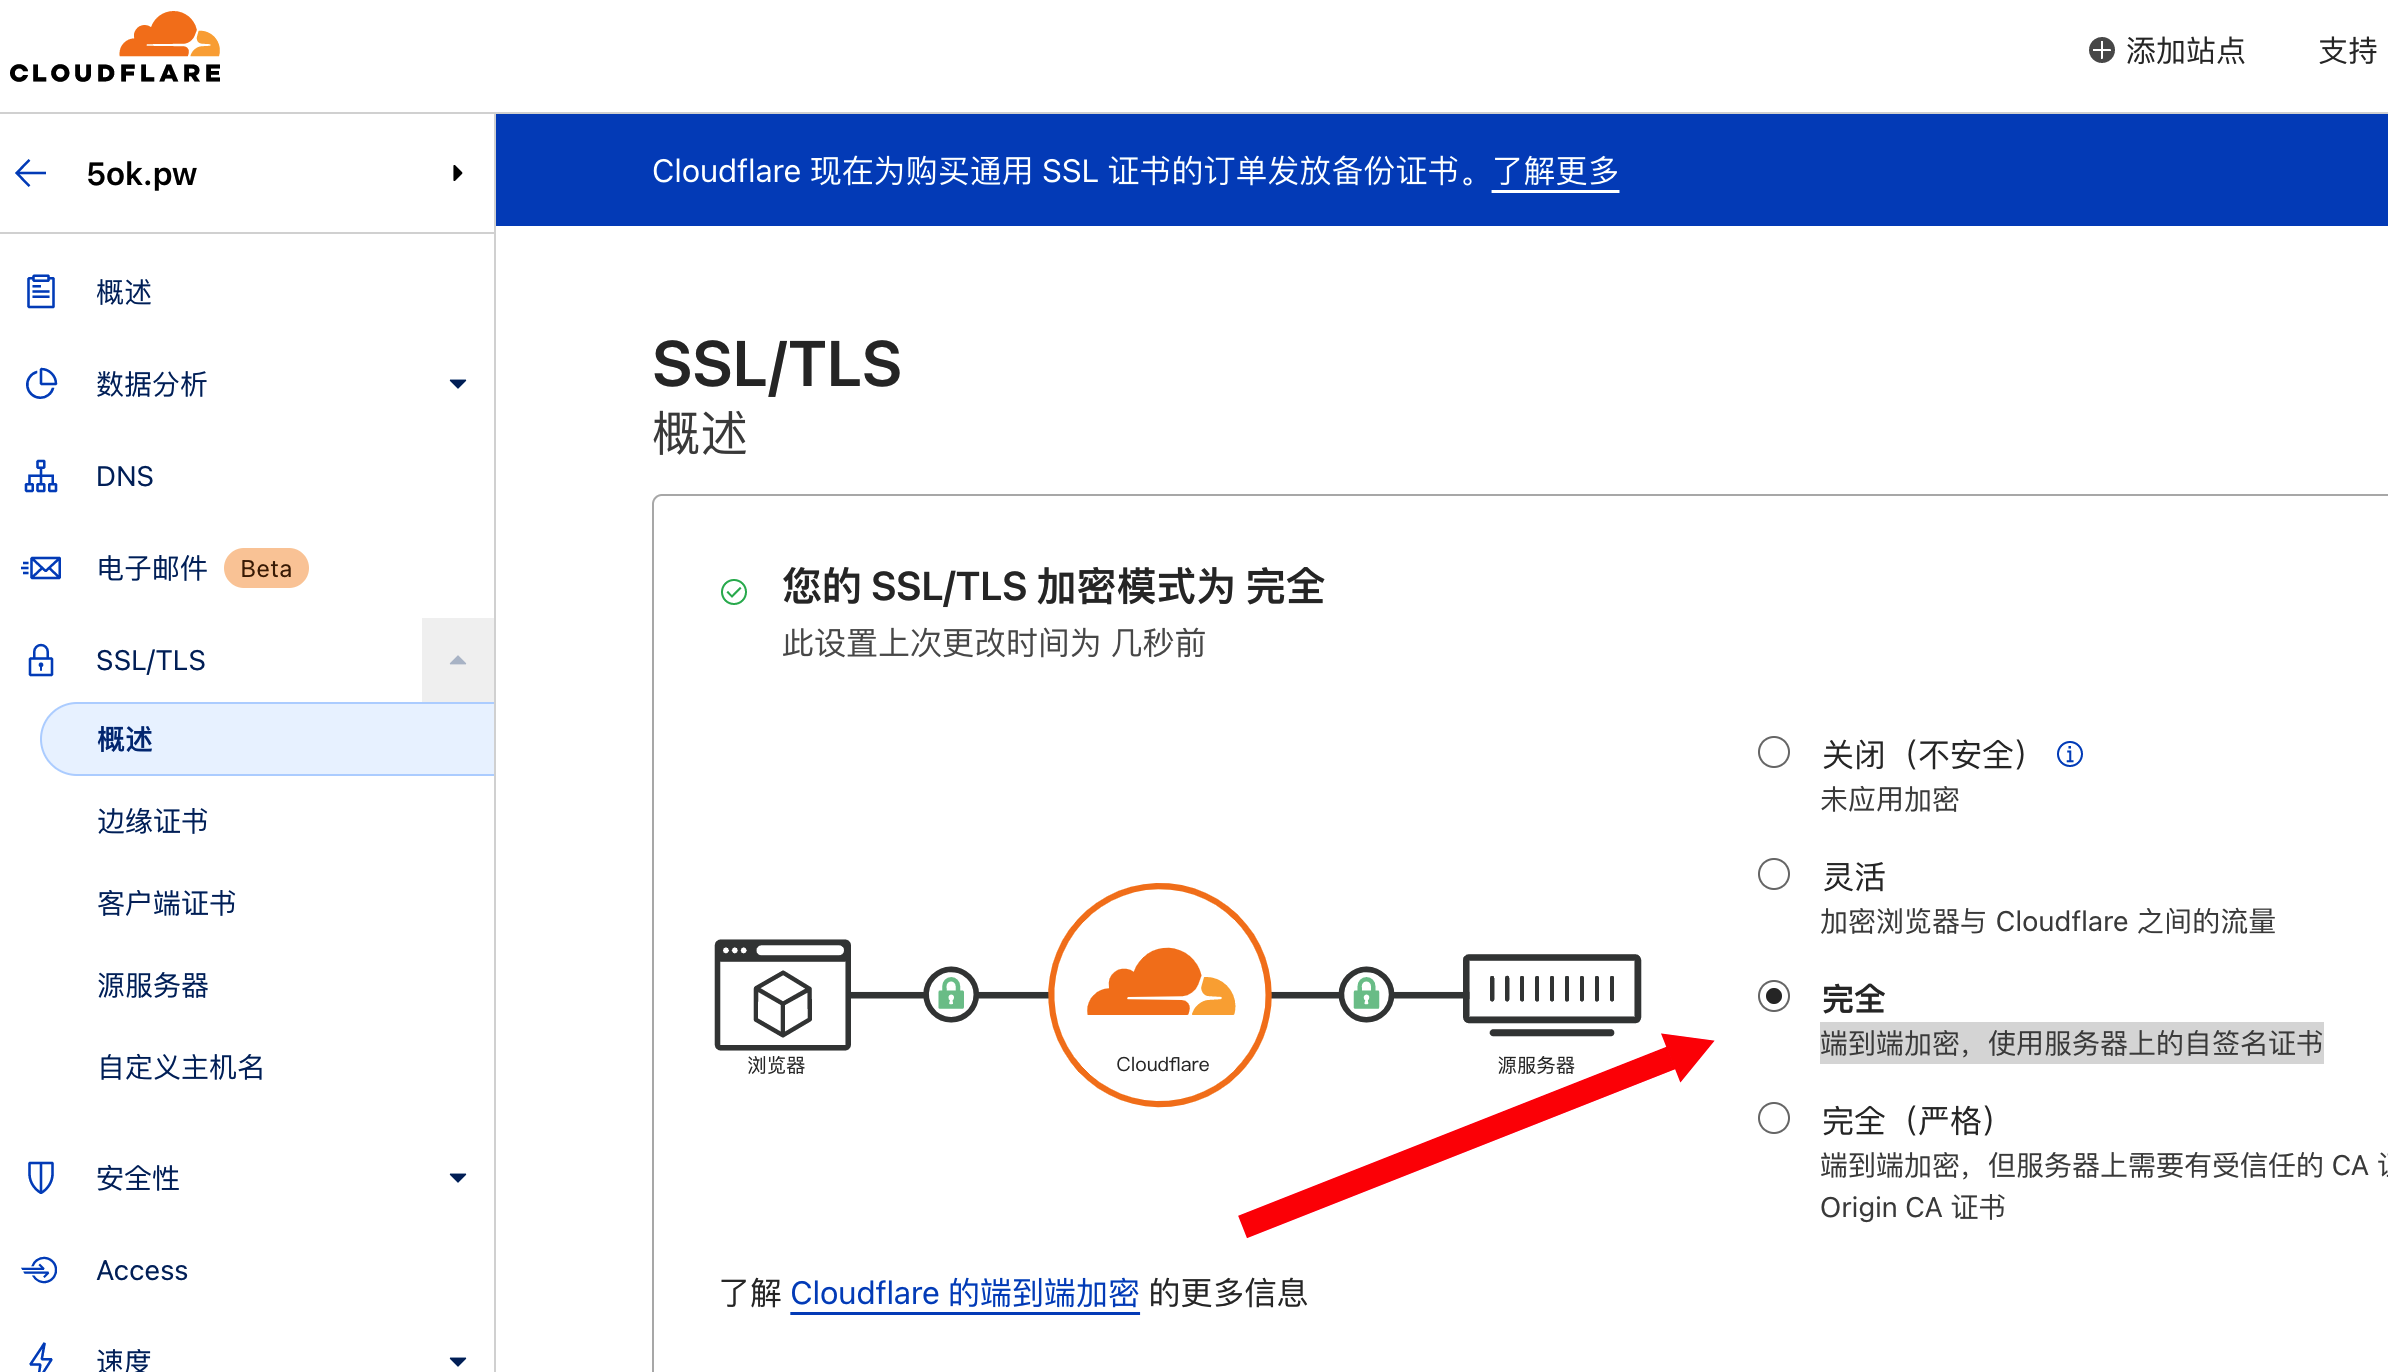 CLOUDFLARE
添加站点
支持
5ok.pw
Cloudflare 现在为购买通用 SSL 证书的订单发放备份证书。了解更多
概述
数据分析
DNS
电子邮件 Beta
SSL/TLS
概述
边缘证书
客户端证书
源服务器
自定义主机名
安全性
Access
速度
SSL/TLS
概述
您的 SSL/TLS 加密模式为 完全
此设置上次更改时间为 几秒前
浏览器
Cloudflare
源服务器
关闭（不安全）
未应用加密
灵活
加密浏览器与 Cloudflare 之间的流量
完全
端到端加密，使用服务器上的自签名证书
完全（严格）
端到端加密，但服务器上需要有受信任的 CA
Origin CA 证书
了解 Cloudflare 的端到端加密 的更多信息